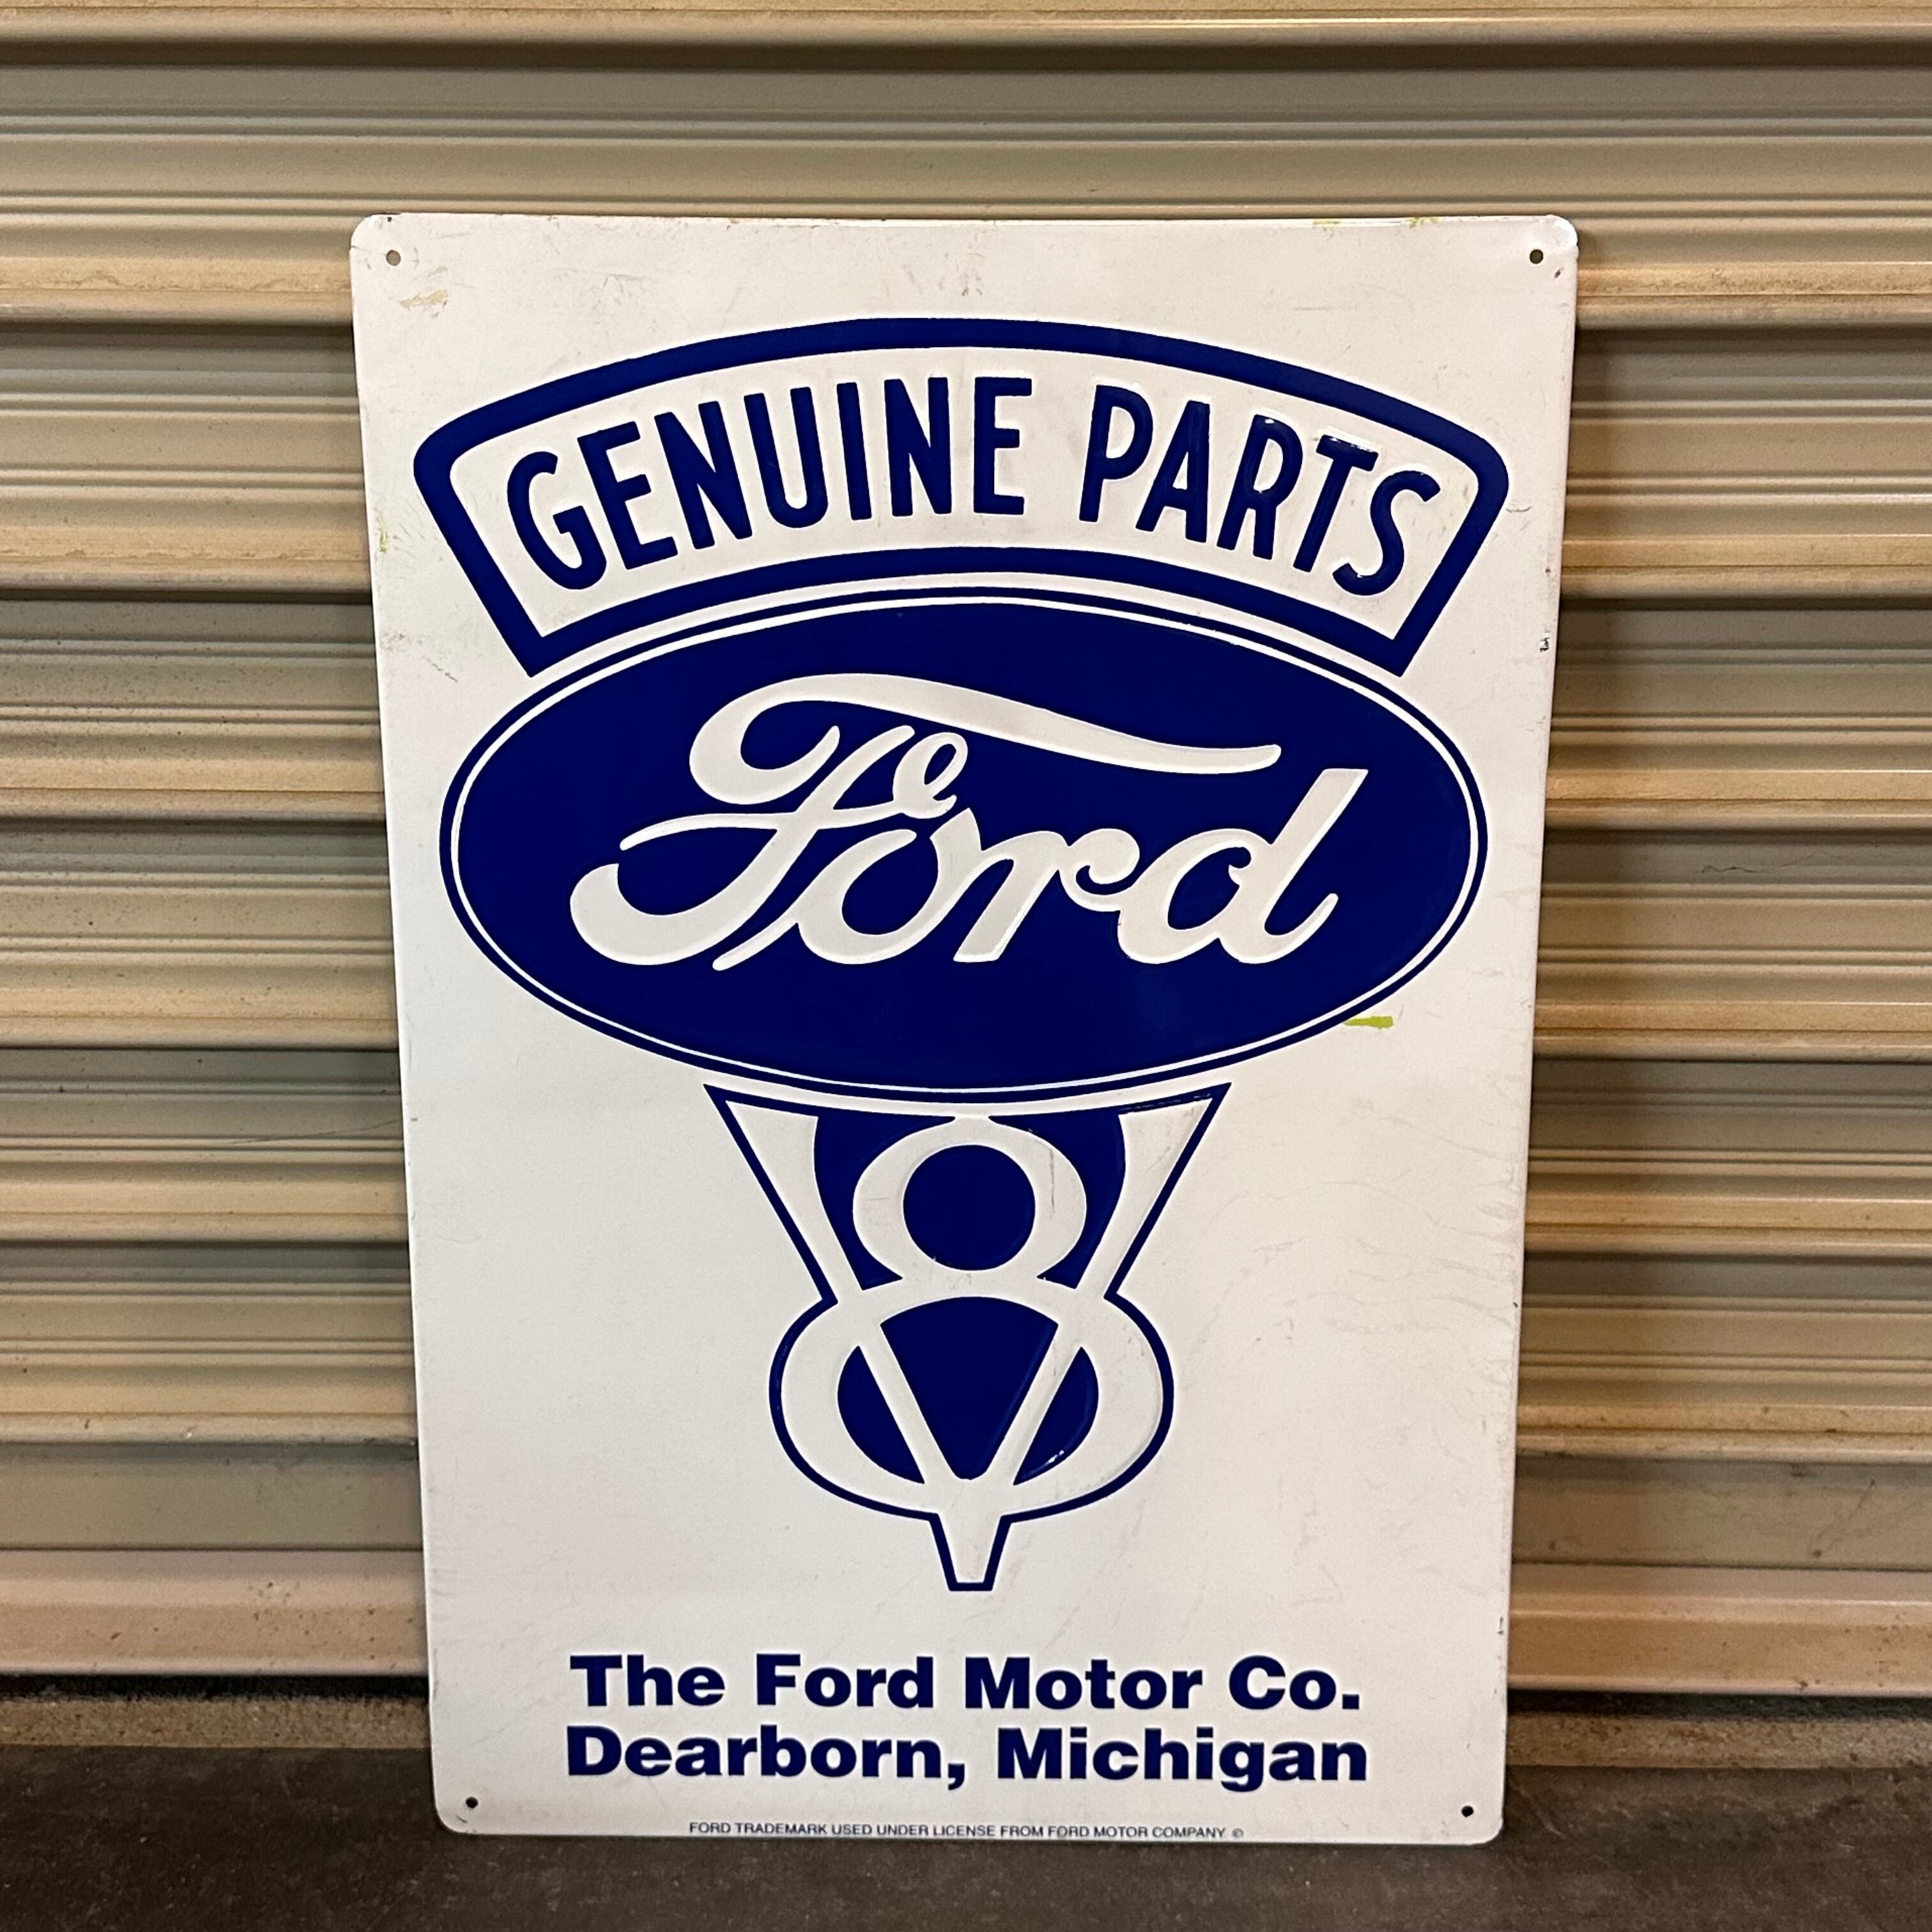 GENUINE PARTS
Ford
V8
The Ford Motor Co.
Dearborn, Michigan
FORD TRADEMARK USED UNDER LICENSE FROM FORD MOTOR COMPANY ©